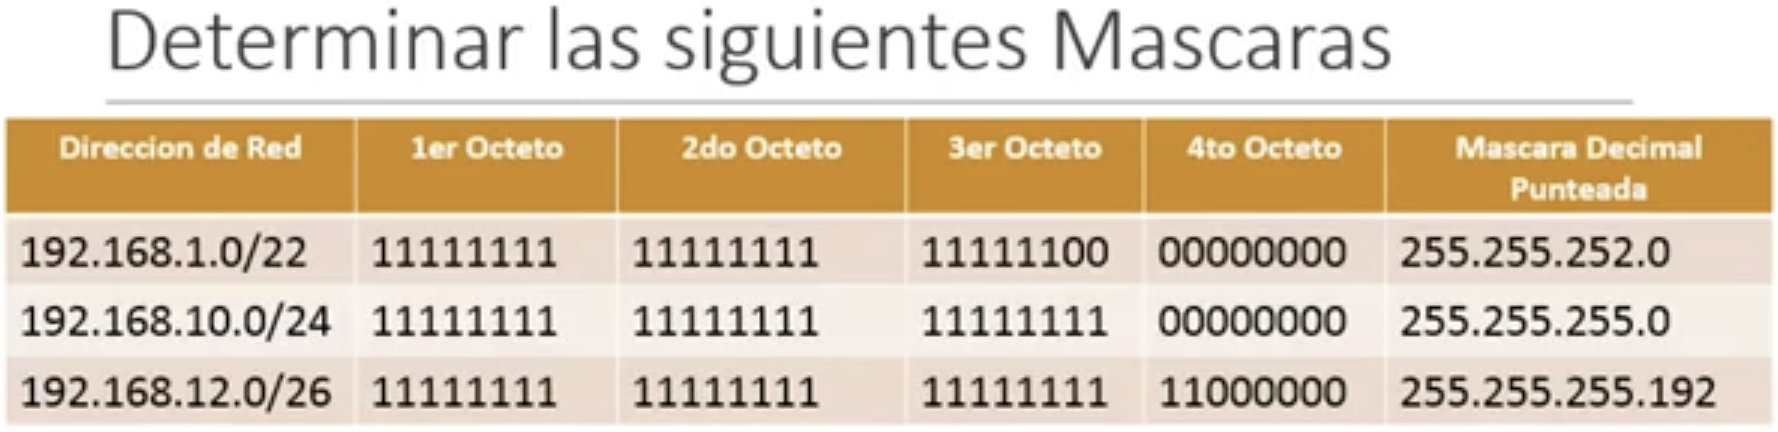 Determinar las siguientes Mascaras
Direccion de Red 1er Octeto 2do Octeto 3er Octeto 4to Octeto Mascara Decimal Punteada
192.168.1.0/22 11111111 11111111 11111100 00000000 255.255.252.0
192.168.10.0/24 11111111 11111111 11111111 00000000 255.255.255.0
192.168.12.0/26 11111111 11111111 11111111 11000000 255.255.255.192